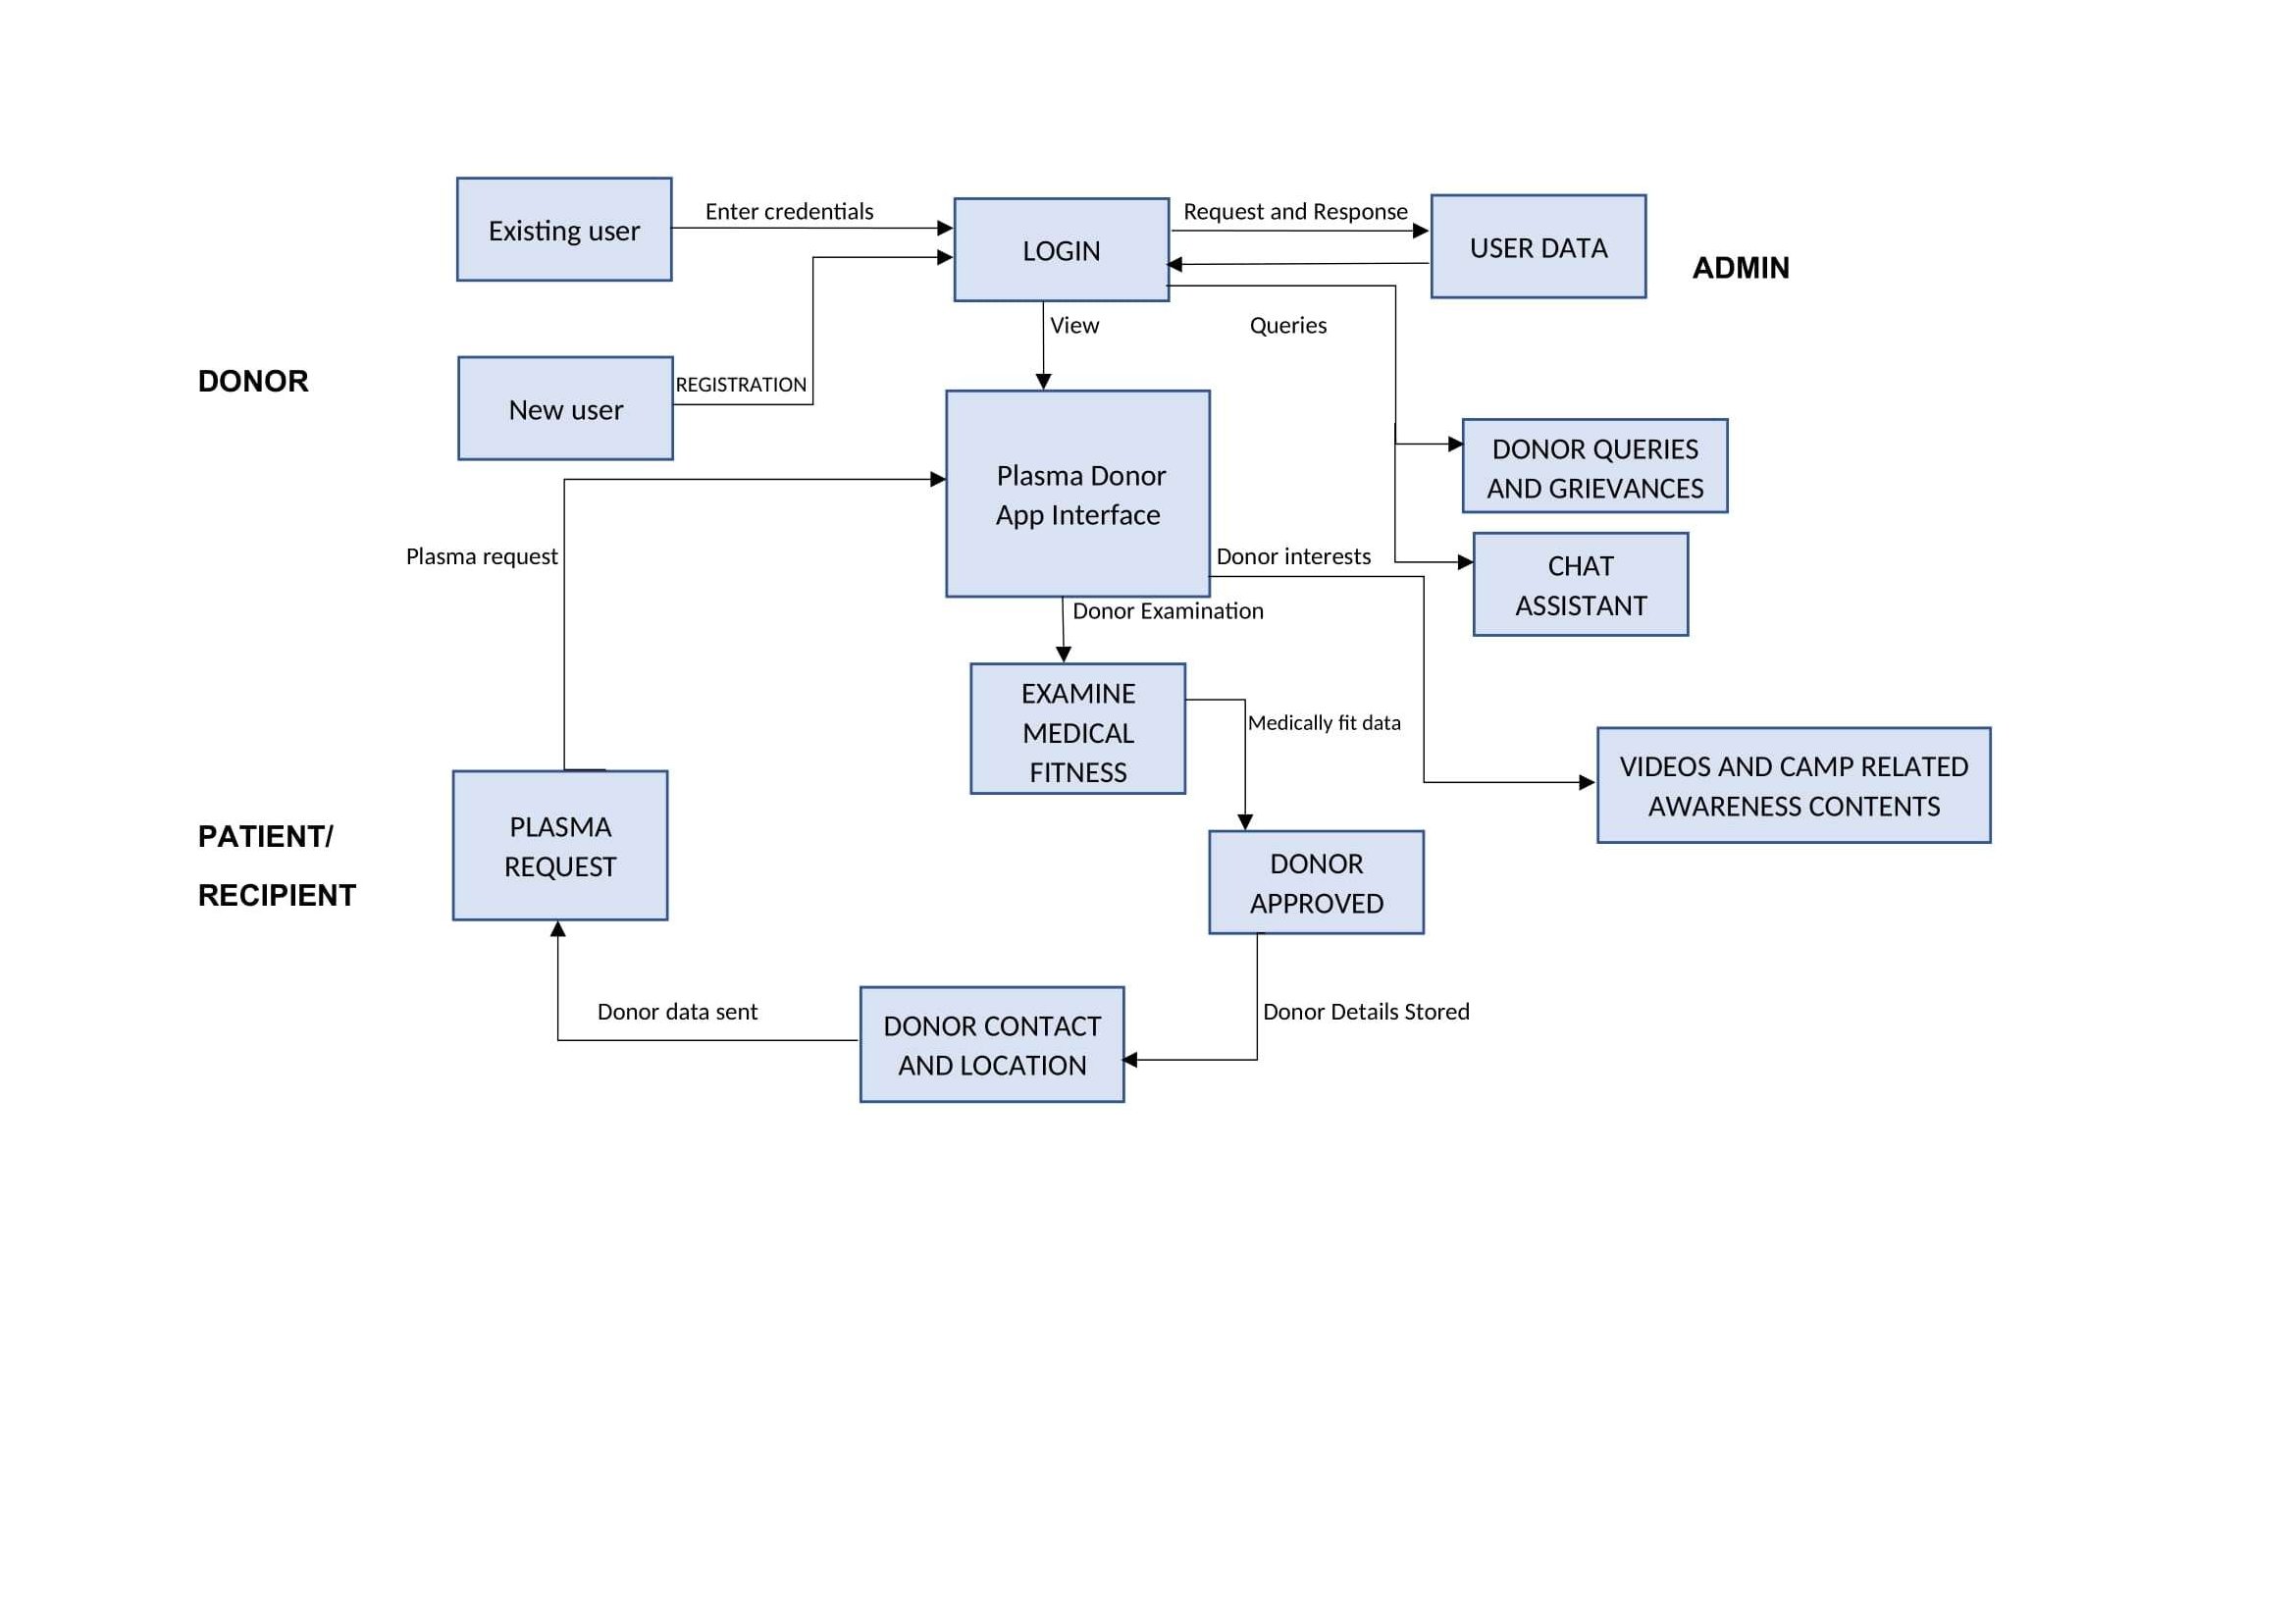 Existing user
Enter credentials
LOGIN
Request and Response
USER DATA
ADMIN
View
Queries
DONOR
New user
REGISTRATION
Plasma Donor
App Interface
DONOR QUERIES
AND GRIEVANCES
Plasma request
Donor interests
CHAT
ASSISTANT
Donor Examination
EXAMINE
MEDICAL
FITNESS
Medically fit data
VIDEOS AND CAMP RELATED
AWARENESS CONTENTS
PATIENT/
RECIPIENT
PLASMA
REQUEST
DONOR
APPROVED
Donor data sent
DONOR CONTACT
AND LOCATION
Donor Details Stored